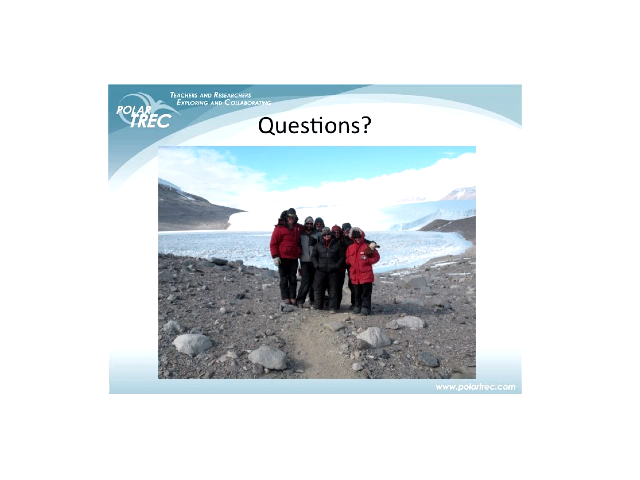 TEACHERS AND RESEARCHERS
EXPLORING AND COLLABORATING
POLAR
TREC
Questions?
www.polartrec.com